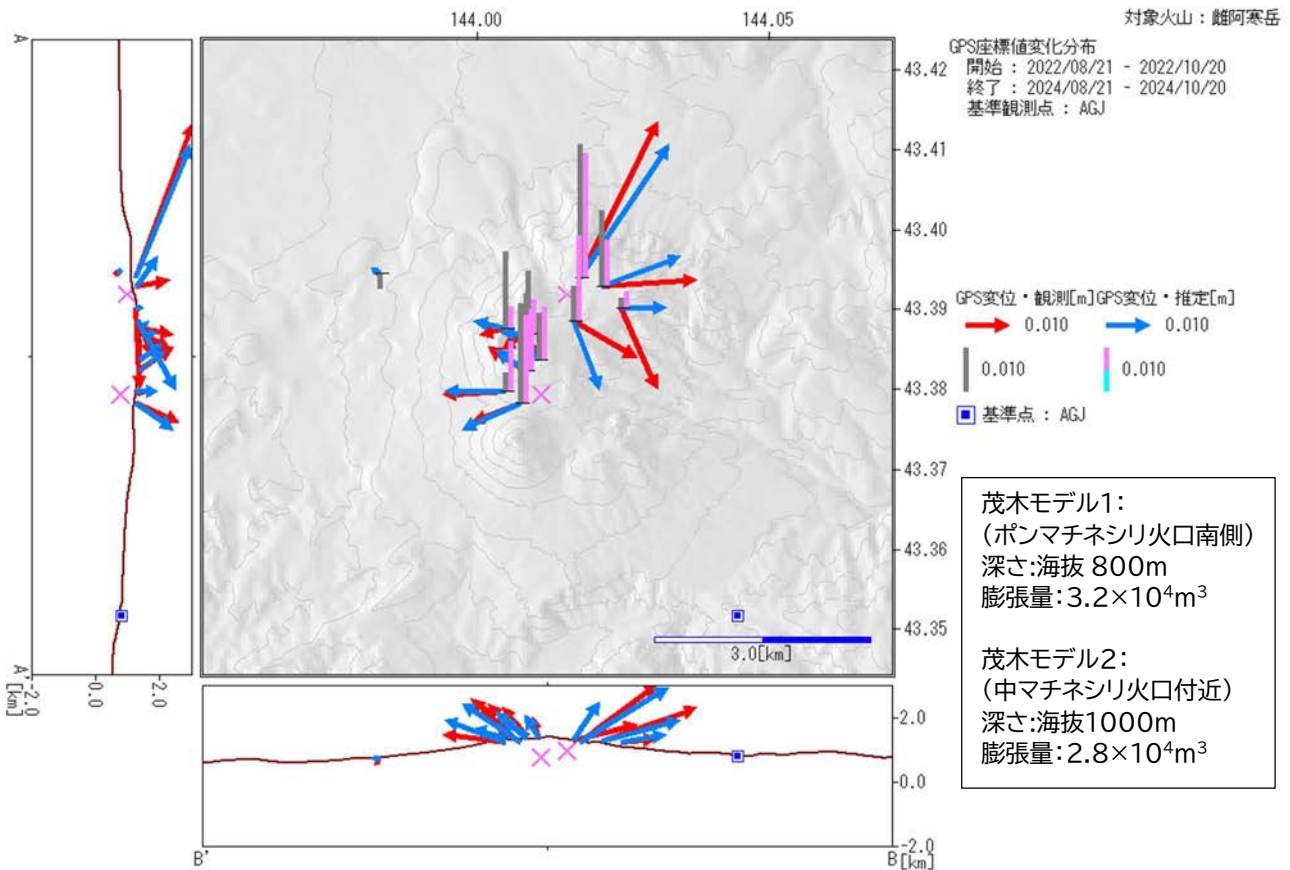 対象火山：雌阿寒岳
144.00
144.05
GPS座標値変化分布
開始：2022/08/21 - 2022/10/20
終了：2024/08/21 - 2024/10/20
基準観測点：AGJ
A
43.42
43.41
43.40
43.39
43.38
43.37
43.36
43.35
GPS変位・観測[m] GPS変位・推定[m]
0.010
0.010
0.010
0.010
基準点：AGJ
茂木モデル1:
(ポンマチネシリ火口南側)
深さ:海抜 800m
膨張量:3.2×10⁴m³
茂木モデル2:
(中マチネシリ火口付近)
深さ:海抜1000m
膨張量:2.8×10⁴m³
3.0[km]
A'
-2.0
0.0
2.0
[km]
2.0
0.0
-2.0
B'
B
[km]